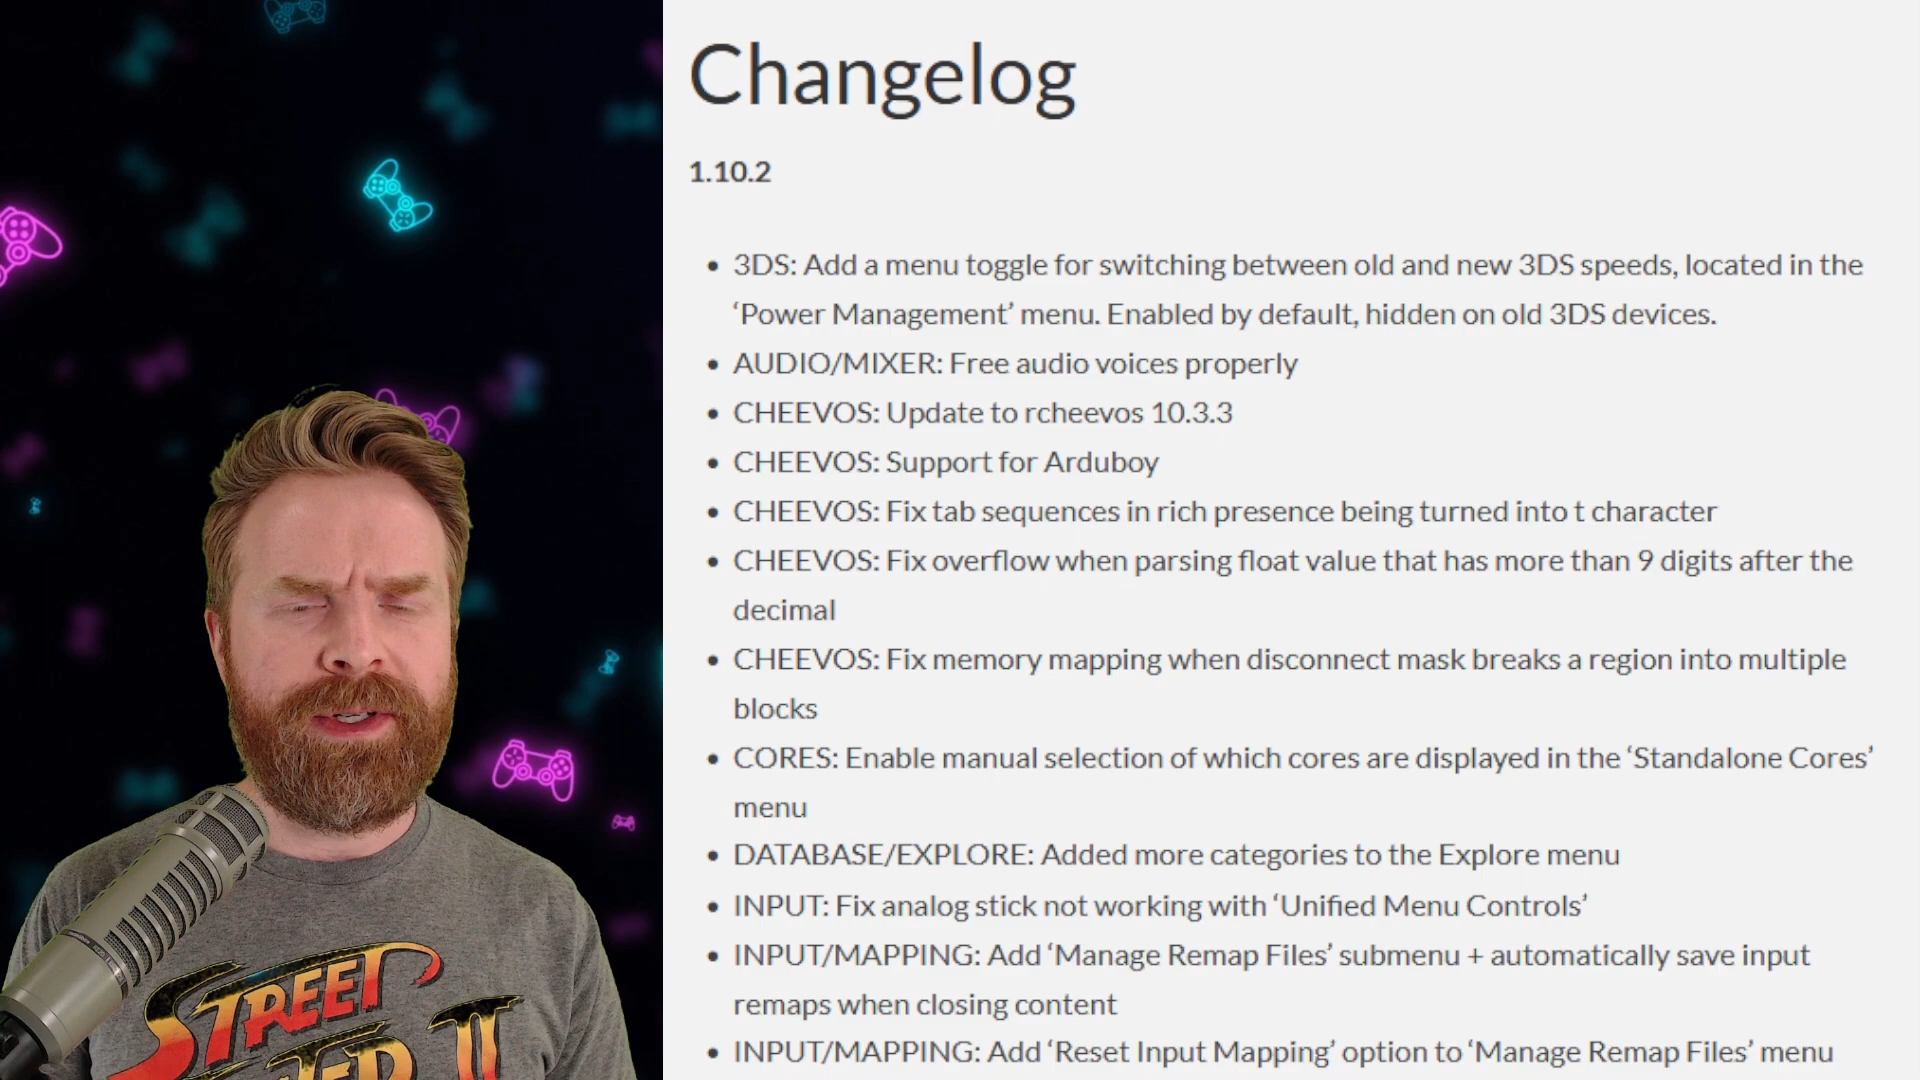 Changelog
1.10.2
• 3DS: Add a menu toggle for switching between old and new 3DS speeds, located in the
‘Power Management’ menu. Enabled by default, hidden on old 3DS devices.
• AUDIO/MIXER: Free audio voices properly
• CHEEVOS: Update to rcheevos 10.3.3
• CHEEVOS: Support for Arduboy
• CHEEVOS: Fix tab sequences in rich presence being turned into t character
• CHEEVOS: Fix overflow when parsing float value that has more than 9 digits after the
decimal
• CHEEVOS: Fix memory mapping when disconnect mask breaks a region into multiple
blocks
• CORES: Enable manual selection of which cores are displayed in the ‘Standalone Cores’
menu
• DATABASE/EXPLORE: Added more categories to the Explore menu
• INPUT: Fix analog stick not working with ‘Unified Menu Controls’
• INPUT/MAPPING: Add ‘Manage Remap Files’ submenu + automatically save input
remaps when closing content
• INPUT/MAPPING: Add ‘Reset Input Mapping’ option to ‘Manage Remap Files’ menu
STREET
II